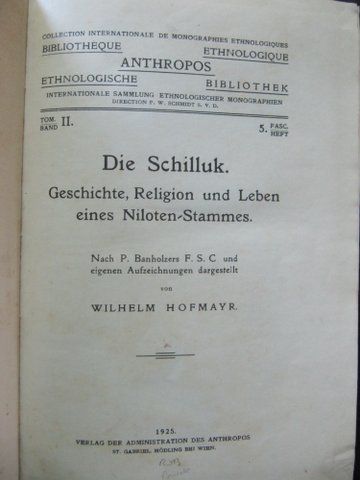 COLLECTION INTERNATIONALE DE MONOGRAPHIES ETHNOLOGIQUES
BIBLIOTHEQUE ETHNOLOGIQUE
ANTHROPOS
ETHNOLOGISCHE BIBLIOTHEK
INTERNATIONALE SAMMLUNG ETHNOLOGISCHER MONOGRAPHIEN
DIRECTION P. W. SCHMIDT S. V. D.
TOM. BAND II. 5. FASC. HEFT
Die Schilluk.
Geschichte, Religion und Leben
eines Niloten-Stammes.
Nach P. Banholzers F. S. C und
eigenen Aufzeichnungen dargestellt
von
WILHELM HOFMAYR.
1925.
VERLAG DER ADMINISTRATION DES ANTHROPOS
ST. GABRIEL, MÖDLING BEI WIEN.